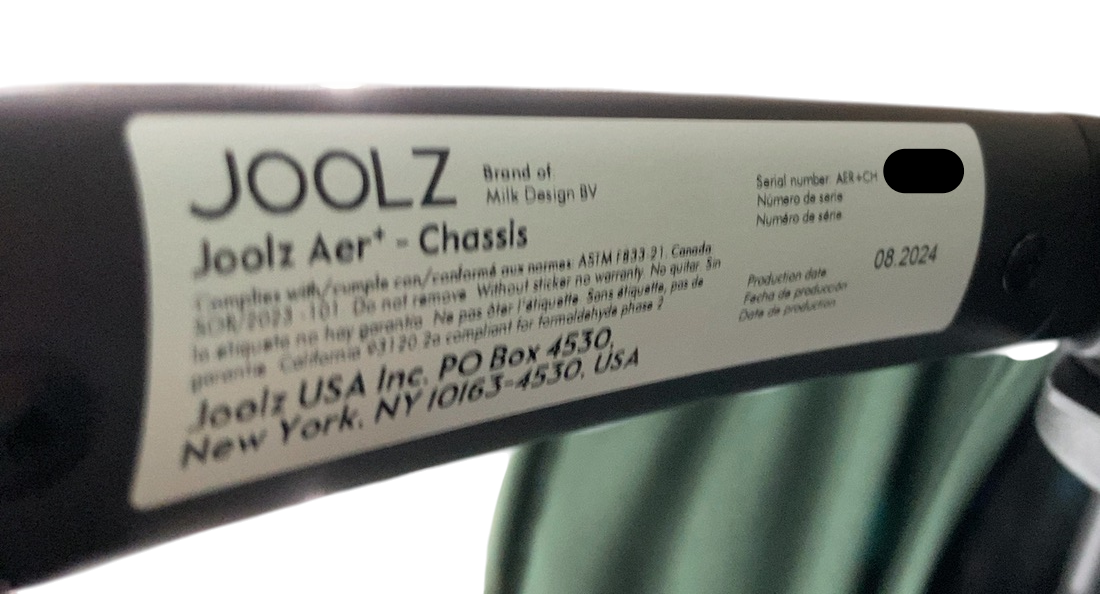 JOOLZ
Brand of
Milk Design BV
Joolz Aer⁺ - Chassis
Complies with/cumple con/conformé aux normes: ASTM F833-21. Canada
SOR/2023 -101. Do not remove. Without sticker no warranty. No quitar. Sin
la etiqueta no hay garantia. Ne pas ôter l'étiquette. Sans étiquette, pas de
garantie. California 93120.2a compliant for formaldehyde phase 2
Joolz USA Inc. PO Box 4530,
New York. NY 10163-4530, USA
Serial number AER+CH
Número de serie
Numéro de série
08.2024
Production date
Fecha de producción
Date de production